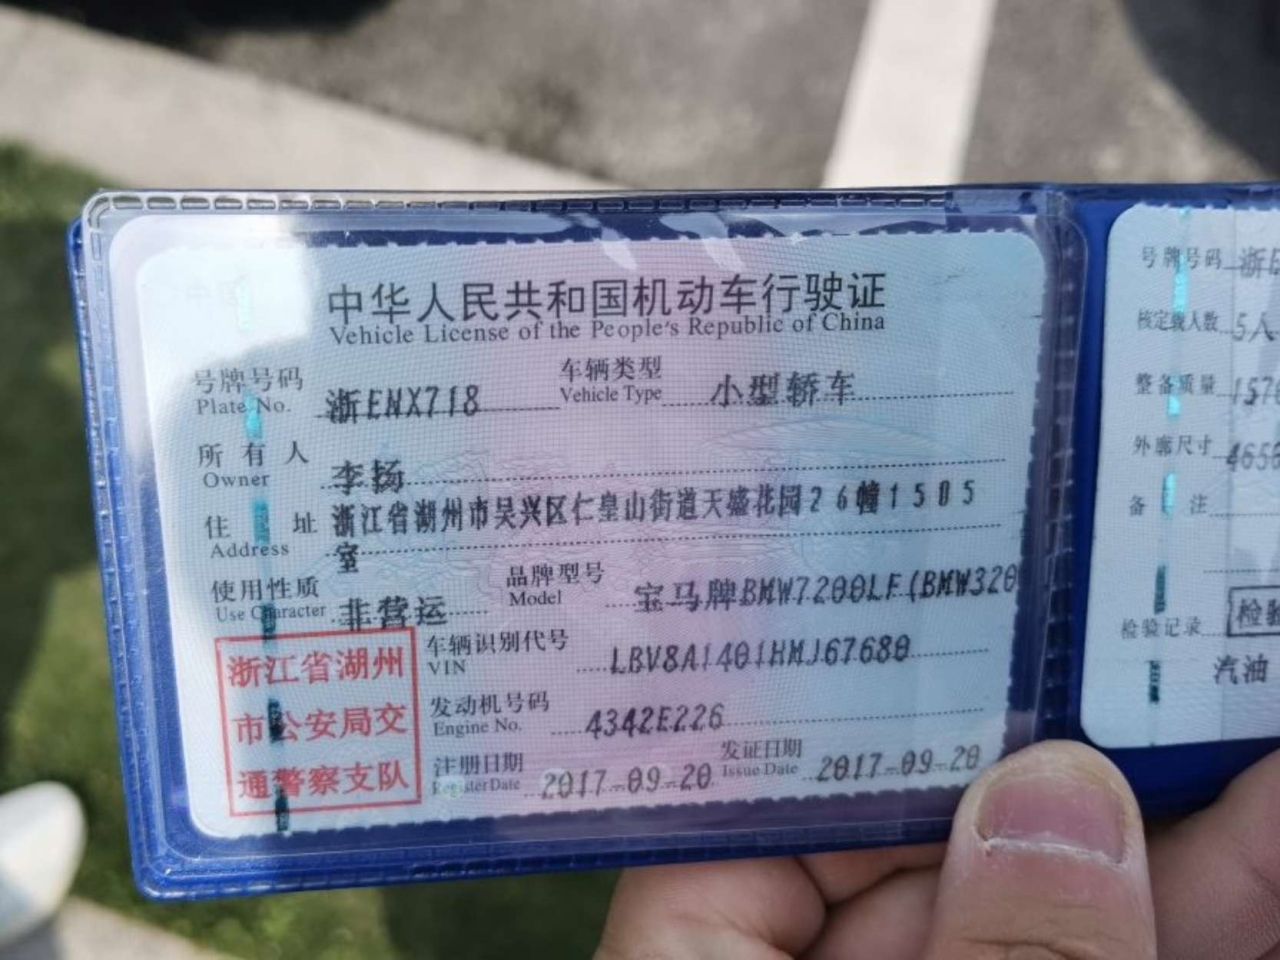 中华人民共和国机动车行驶证
Vehicle License of the People's Republic of China
号牌号码 浙ENX718 车辆类型 小型轿车
Plate No. Vehicle Type
所有人 李扬
Owner
住址 浙江省湖州市吴兴区仁皇山街道天盛花园26幢1505
Address 室
使用性质 非营运 品牌型号 宝马牌BMW7200LF(BMW320
Use Character Model
车辆识别代号 LBV8A1401HMJ67680
VIN
发动机号码 4342E226
Engine No.
注册日期 2017-09-20 发证日期 2017-09-20
Register Date Issue Date
浙江省湖州
市公安局交
通警察支队
号牌号码 浙E
核定载人数 5人
整备质量 157
外廓尺寸 465
备注
检验记录 检验
汽油